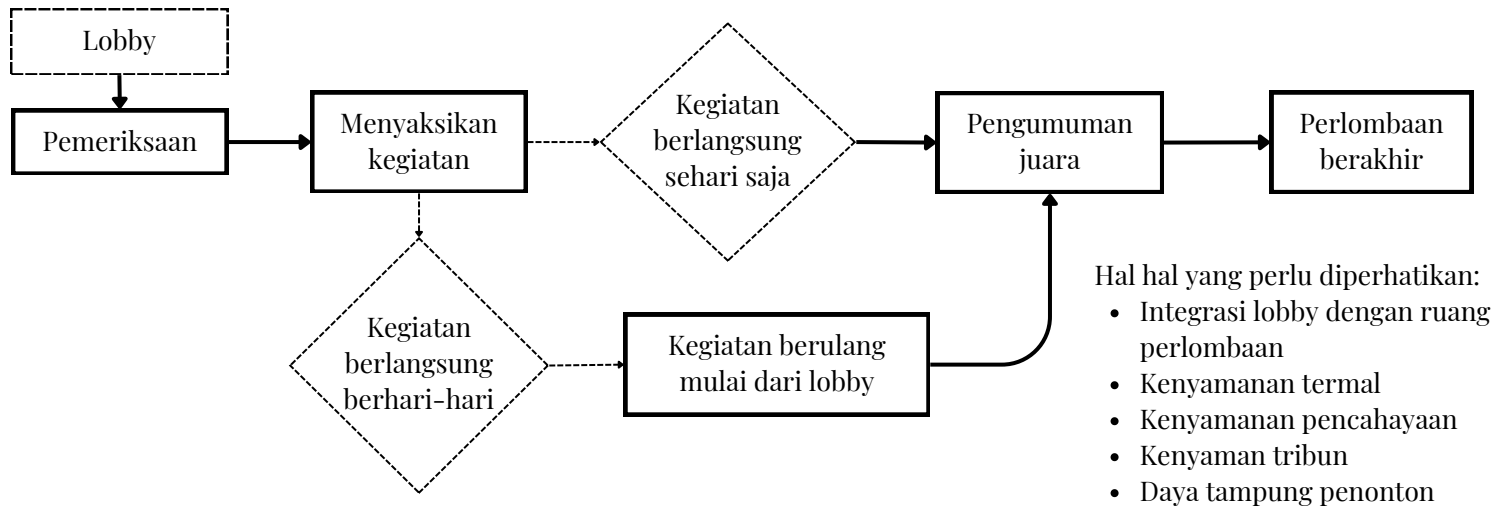 Lobby
Pemeriksaan
Menyaksikan
kegiatan
Kegiatan
berlangsung
sehari saja
Pengumuman
juara
Perlombaan
berakhir
Kegiatan
berlangsung
berhari-hari
Kegiatan berulang
mulai dari lobby
Hal hal yang perlu diperhatikan:
• Integrasi lobby dengan ruang
perlombaan
• Kenyamanan termal
• Kenyamanan pencahayaan
• Kenyaman tribun
• Daya tampung penonton